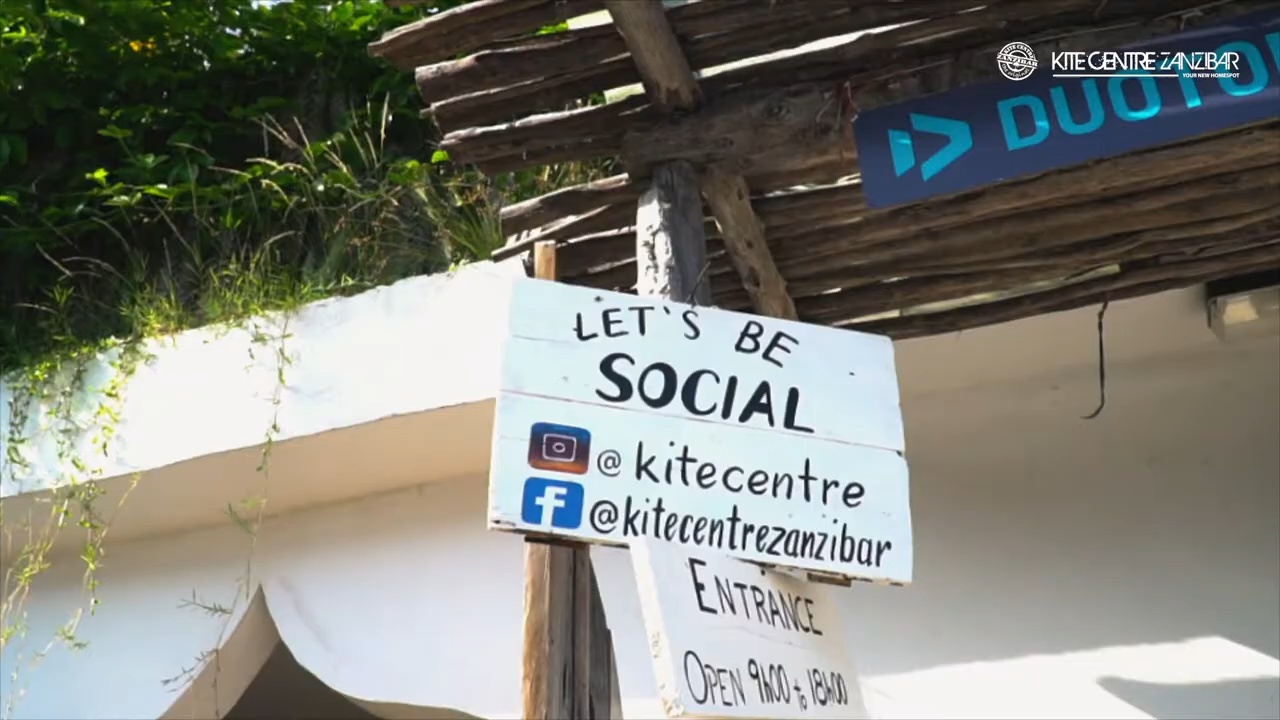 KITE CENTRE ZANZIBAR
YOUR NEW HOMESPOT
DUOTO
LET'S BE
SOCIAL
@kitecentre
@kitecentrezanzibar
ENTRANCE
OPEN 9h00 to 18h00